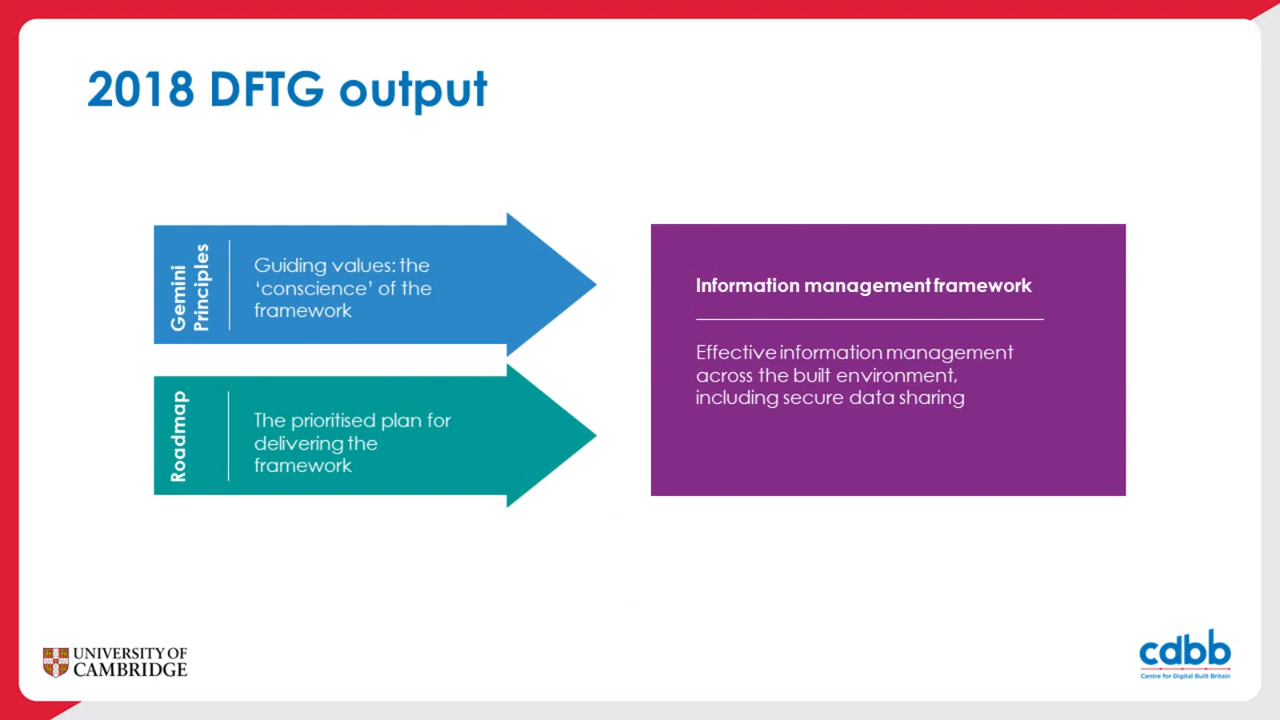 2018 DFTG output
Gemini
Principles
Guiding values: the
‘conscience’ of the
framework
Roadmap
The prioritised plan for
delivering the
framework
Information management framework
Effective information management
across the built environment,
including secure data sharing
UNIVERSITY OF
CAMBRIDGE
cdbb
Centre for Digital Built Britain